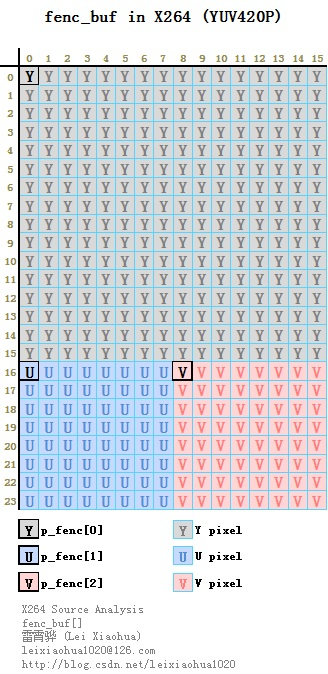 fenc_buf in X264 (YUV420P)
0 1 2 3 4 5 6 7 8 9 10 11 12 13 14 15
0 Y Y Y Y Y Y Y Y Y Y Y Y Y Y Y Y
1 Y Y Y Y Y Y Y Y Y Y Y Y Y Y Y Y
2 Y Y Y Y Y Y Y Y Y Y Y Y Y Y Y Y
3 Y Y Y Y Y Y Y Y Y Y Y Y Y Y Y Y
4 Y Y Y Y Y Y Y Y Y Y Y Y Y Y Y Y
5 Y Y Y Y Y Y Y Y Y Y Y Y Y Y Y Y
6 Y Y Y Y Y Y Y Y Y Y Y Y Y Y Y Y
7 Y Y Y Y Y Y Y Y Y Y Y Y Y Y Y Y
8 Y Y Y Y Y Y Y Y Y Y Y Y Y Y Y Y
9 Y Y Y Y Y Y Y Y Y Y Y Y Y Y Y Y
10 Y Y Y Y Y Y Y Y Y Y Y Y Y Y Y Y
11 Y Y Y Y Y Y Y Y Y Y Y Y Y Y Y Y
12 Y Y Y Y Y Y Y Y Y Y Y Y Y Y Y Y
13 Y Y Y Y Y Y Y Y Y Y Y Y Y Y Y Y
14 Y Y Y Y Y Y Y Y Y Y Y Y Y Y Y Y
15 Y Y Y Y Y Y Y Y Y Y Y Y Y Y Y Y
16 U U U U U U U U V V V V V V V V
17 U U U U U U U U V V V V V V V V
18 U U U U U U U U V V V V V V V V
19 U U U U U U U U V V V V V V V V
20 U U U U U U U U V V V V V V V V
21 U U U U U U U U V V V V V V V V
22 U U U U U U U U V V V V V V V V
23 U U U U U U U U V V V V V V V V
Y p_fenc[0] Y Y pixel
U p_fenc[1] U U pixel
V p_fenc[2] V V pixel
X264 Source Analysis
fenc_buf[]
雷霄骅 (Lei Xiaohua)
leixiaohua1020@126.com
http://blog.csdn.net/leixiaohua1020